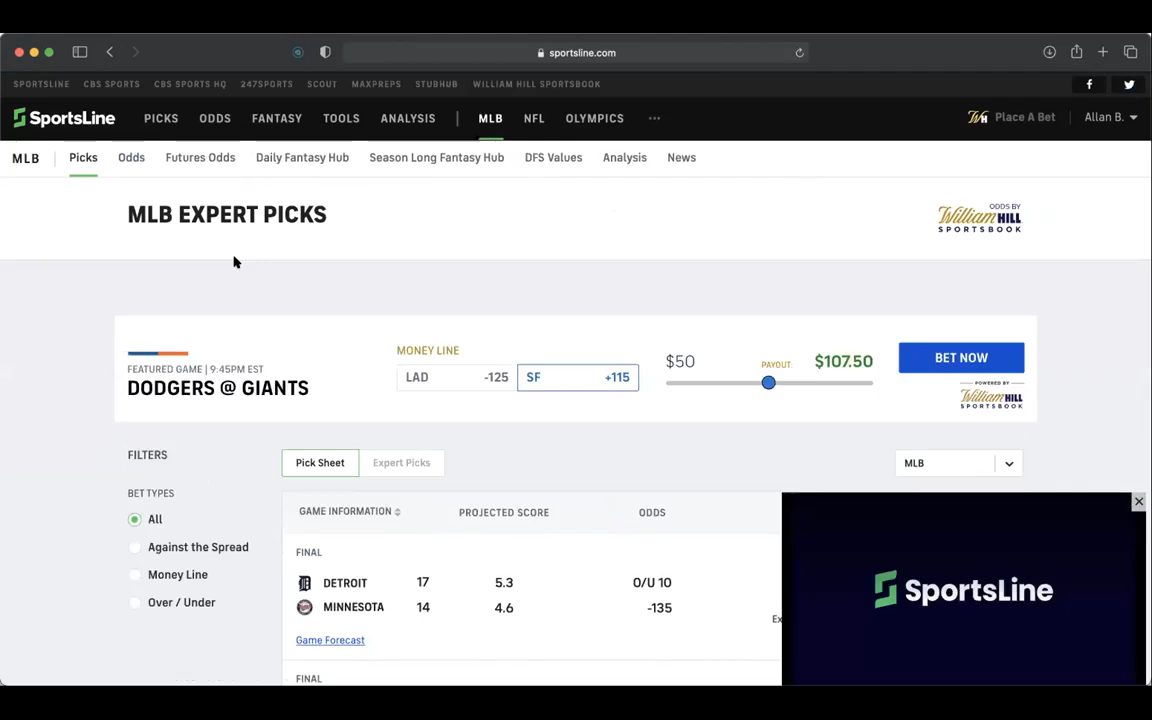 sportsline.com
SPORTSLINE CBS SPORTS CBS SPORTS HQ 247SPORTS SCOUT MAXPREPS STUBHUB WILLIAM HILL SPORTSBOOK
SportsLine PICKS ODDS FANTASY TOOLS ANALYSIS MLB NFL OLYMPICS ... WH Place A Bet Allan B.
MLB Picks Odds Futures Odds Daily Fantasy Hub Season Long Fantasy Hub DFS Values Analysis News
MLB EXPERT PICKS
ODDS BY
William HILL
SPORTSBOOK
FEATURED GAME | 9:45PM EST
DODGERS @ GIANTS
MONEY LINE
LAD -125 SF +115
$50 PAYOUT: $107.50
BET NOW
POWERED BY
William HILL
SPORTSBOOK
FILTERS
BET TYPES
All
Against the Spread
Money Line
Over / Under
Pick Sheet Expert Picks MLB
GAME INFORMATION PROJECTED SCORE ODDS
FINAL
DETROIT 17 5.3 O/U 10
MINNESOTA 14 4.6 -135
Ex
Game Forecast
FINAL
SportsLine